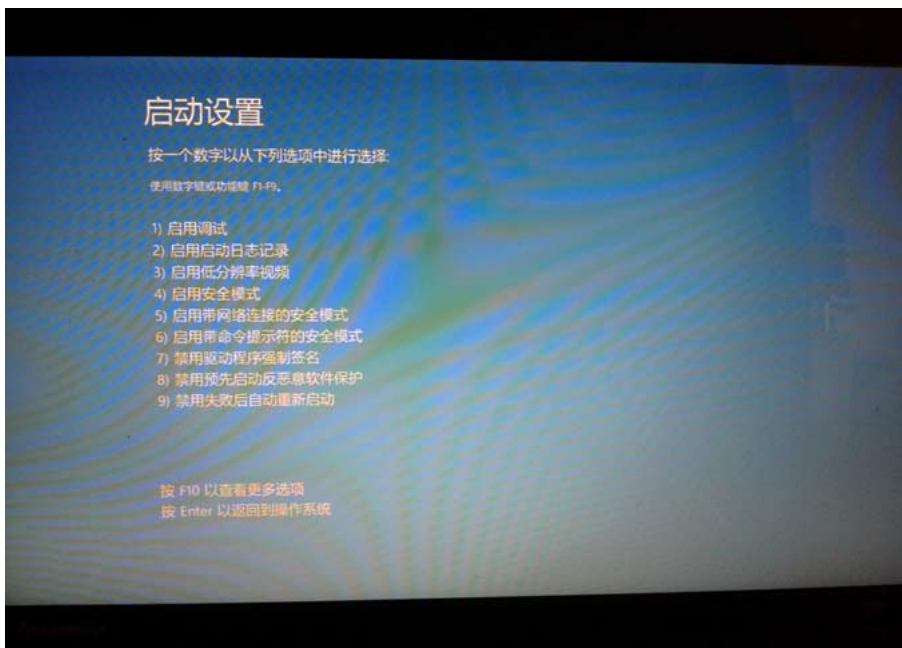 启动设置
按一个数字以从下列选项中进行选择:
使用数字键或功能键 F1-F9。
1) 启用调试
2) 启用启动日志记录
3) 启用低分辨率视频
4) 启用安全模式
5) 启用带网络连接的安全模式
6) 启用带命令提示符的安全模式
7) 禁用驱动程序强制签名
8) 禁用预先启动反恶意软件保护
9) 禁用失败后自动重新启动
按 F10 以查看更多选项
按 Enter 以返回到操作系统